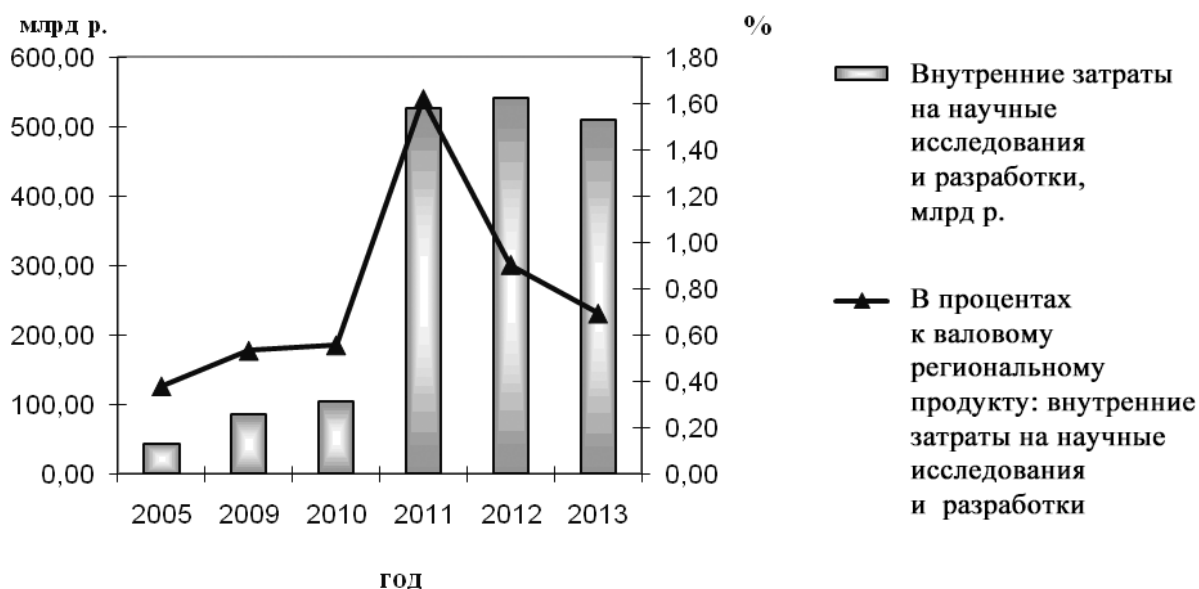 млрд р.
%
600,00
500,00
400,00
300,00
200,00
100,00
0,00
1,80
1,60
1,40
1,20
1,00
0,80
0,60
0,40
0,20
0,00
2005 2009 2010 2011 2012 2013
год
Внутренние затраты
на научные
исследования
и разработки,
млрд р.
В процентах
к валовому
региональному
продукту: внутренние
затраты на научные
исследования
и разработки